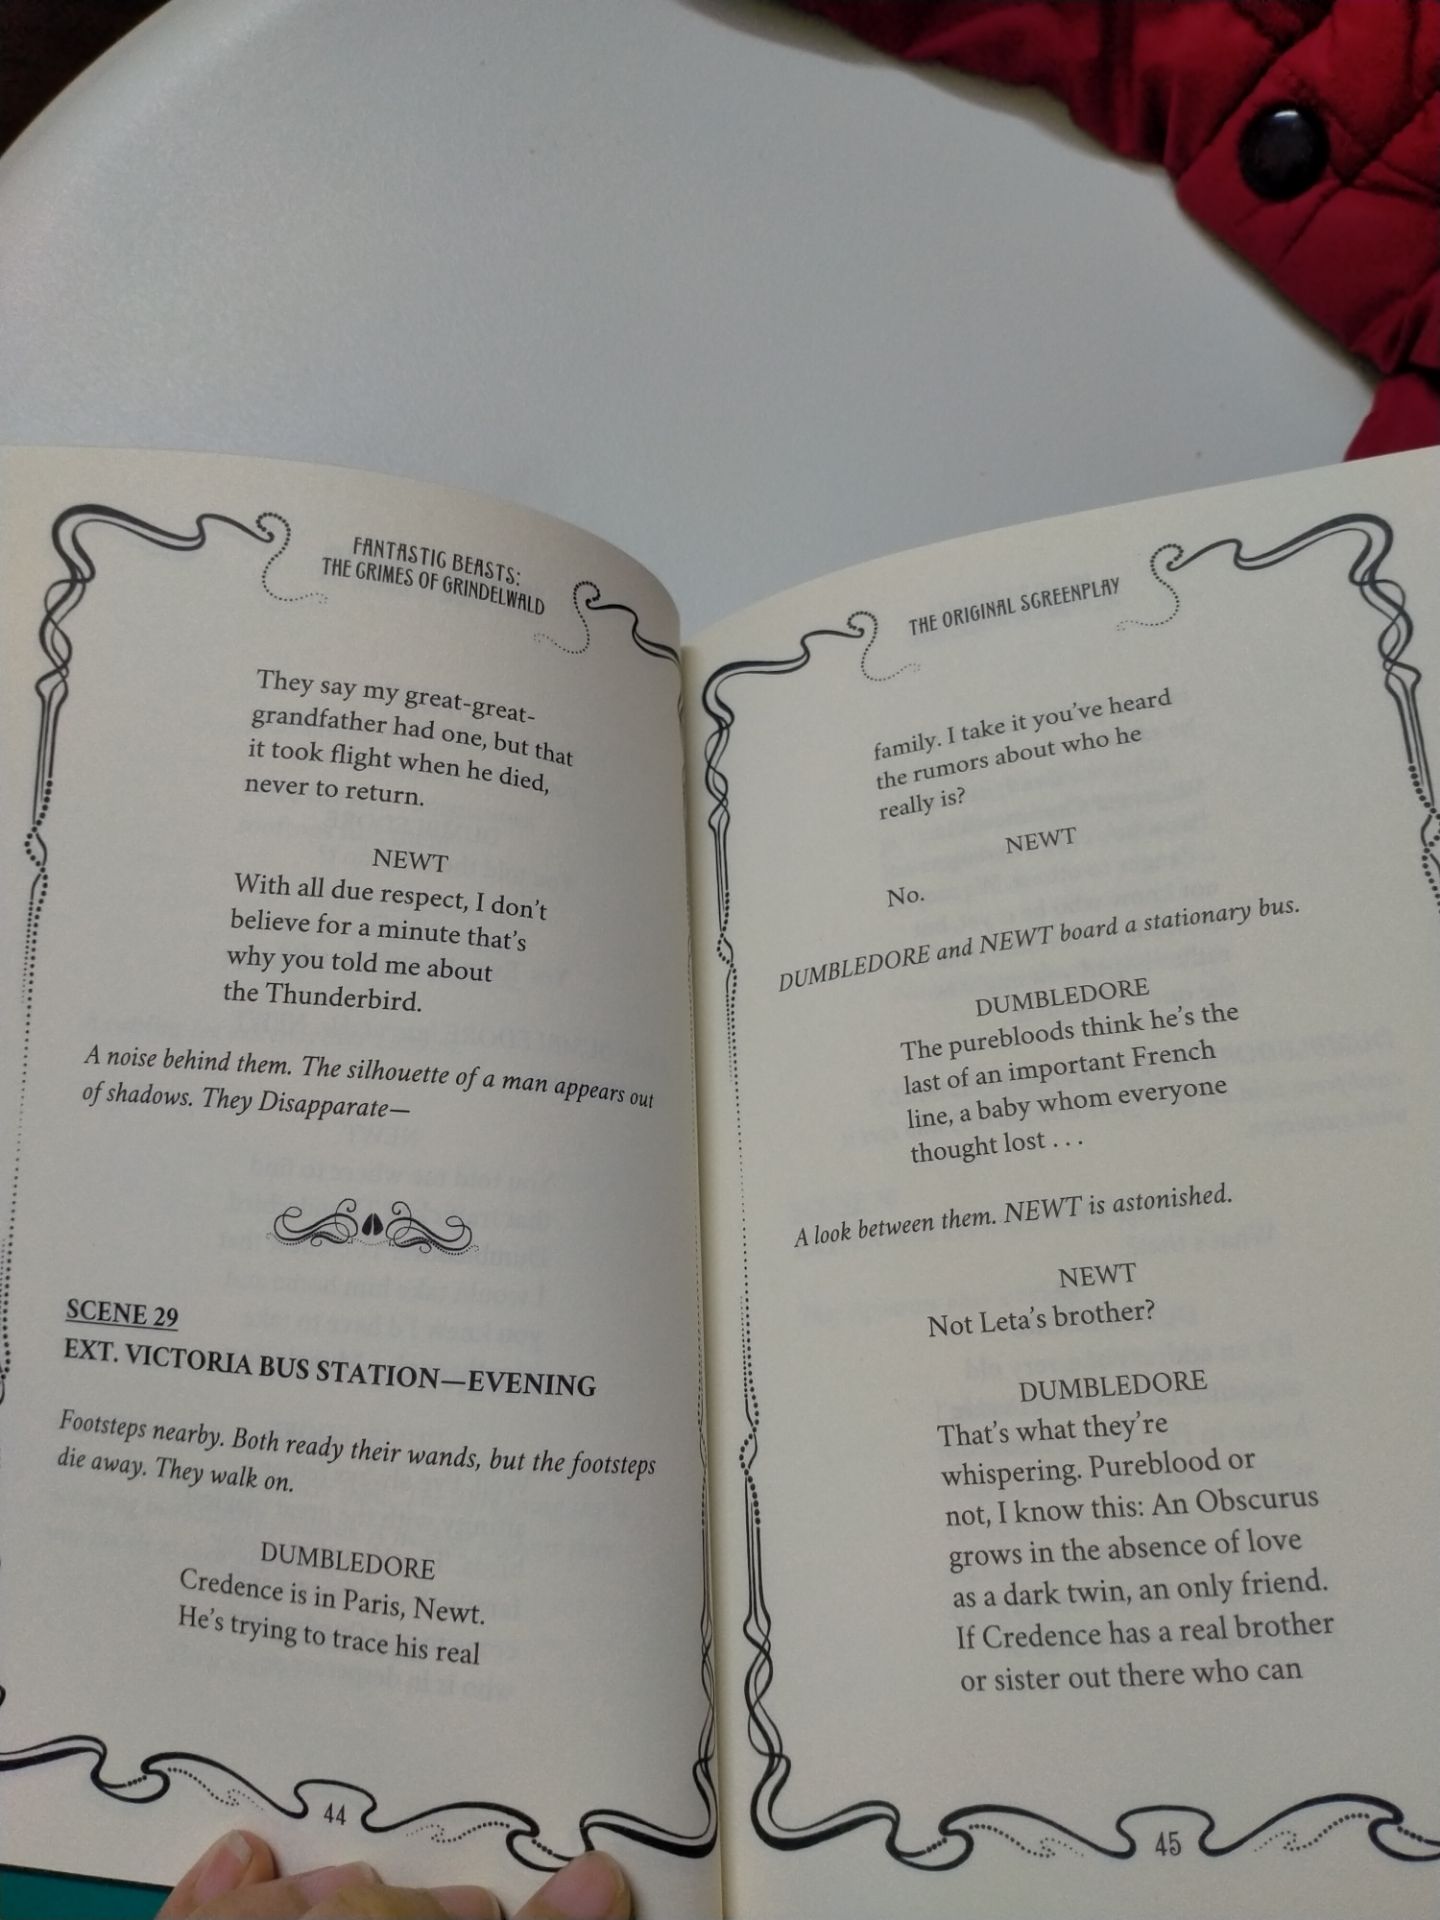 FANTASTIC BEASTS:
THE CRIMES OF GRINDELWALD
They say my great-great-
grandfather had one, but that
it took flight when he died,
never to return.
NEWT
With all due respect, I don't
believe for a minute that's
why you told me about
the Thunderbird.
A noise behind them. The silhouette of a man appears out
of shadows. They Disapparate—
SCENE 29
EXT. VICTORIA BUS STATION—EVENING
Footsteps nearby. Both ready their wands, but the footsteps
die away. They walk on.
DUMBLEDORE
Credence is in Paris, Newt.
He's trying to trace his real
44
THE ORIGINAL SCREENPLAY
family. I take it you've heard
the rumors about who he
really is?
NEWT
No.
DUMBLEDORE and NEWT board a stationary bus.
DUMBLEDORE
The purebloods think he's the
last of an important French
line, a baby whom everyone
thought lost . . .
A look between them. NEWT is astonished.
NEWT
Not Leta's brother?
DUMBLEDORE
That's what they're
whispering. Pureblood or
not, I know this: An Obscurus
grows in the absence of love
as a dark twin, an only friend.
If Credence has a real brother
or sister out there who can
45